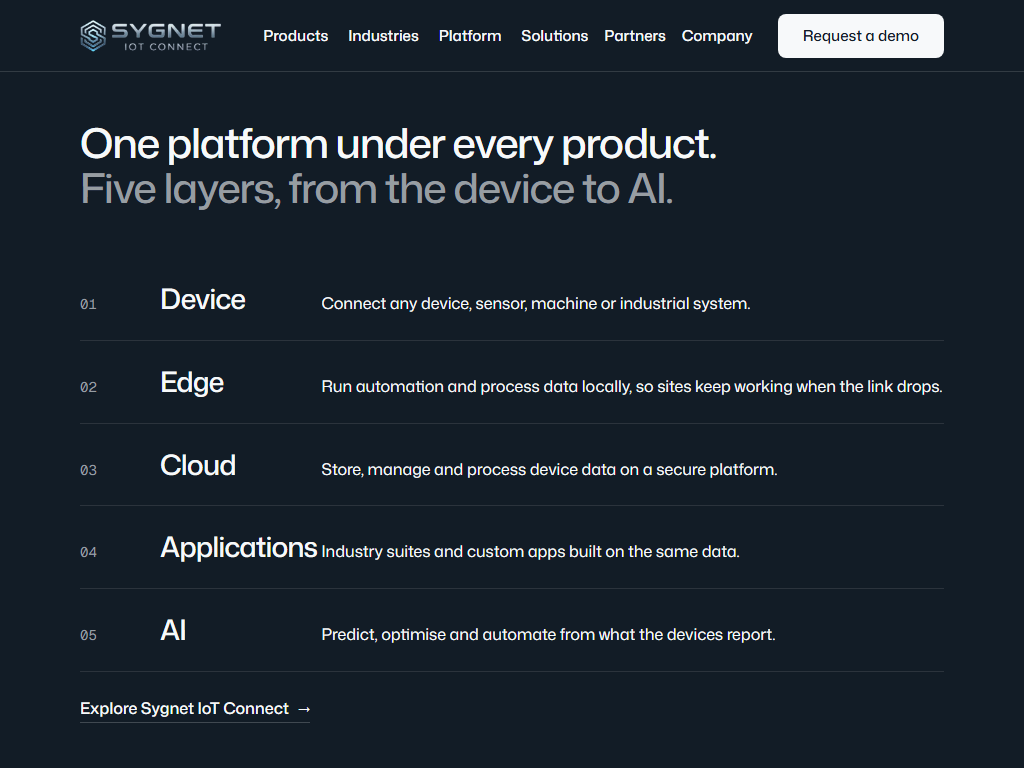 SYGNET
IOT CONNECT
Products Industries Platform Solutions Partners Company Request a demo
One platform under every product.
Five layers, from the device to AI.
01 Device Connect any device, sensor, machine or industrial system.
02 Edge Run automation and process data locally, so sites keep working when the link drops.
03 Cloud Store, manage and process device data on a secure platform.
04 Applications Industry suites and custom apps built on the same data.
05 AI Predict, optimise and automate from what the devices report.
Explore Sygnet IoT Connect →